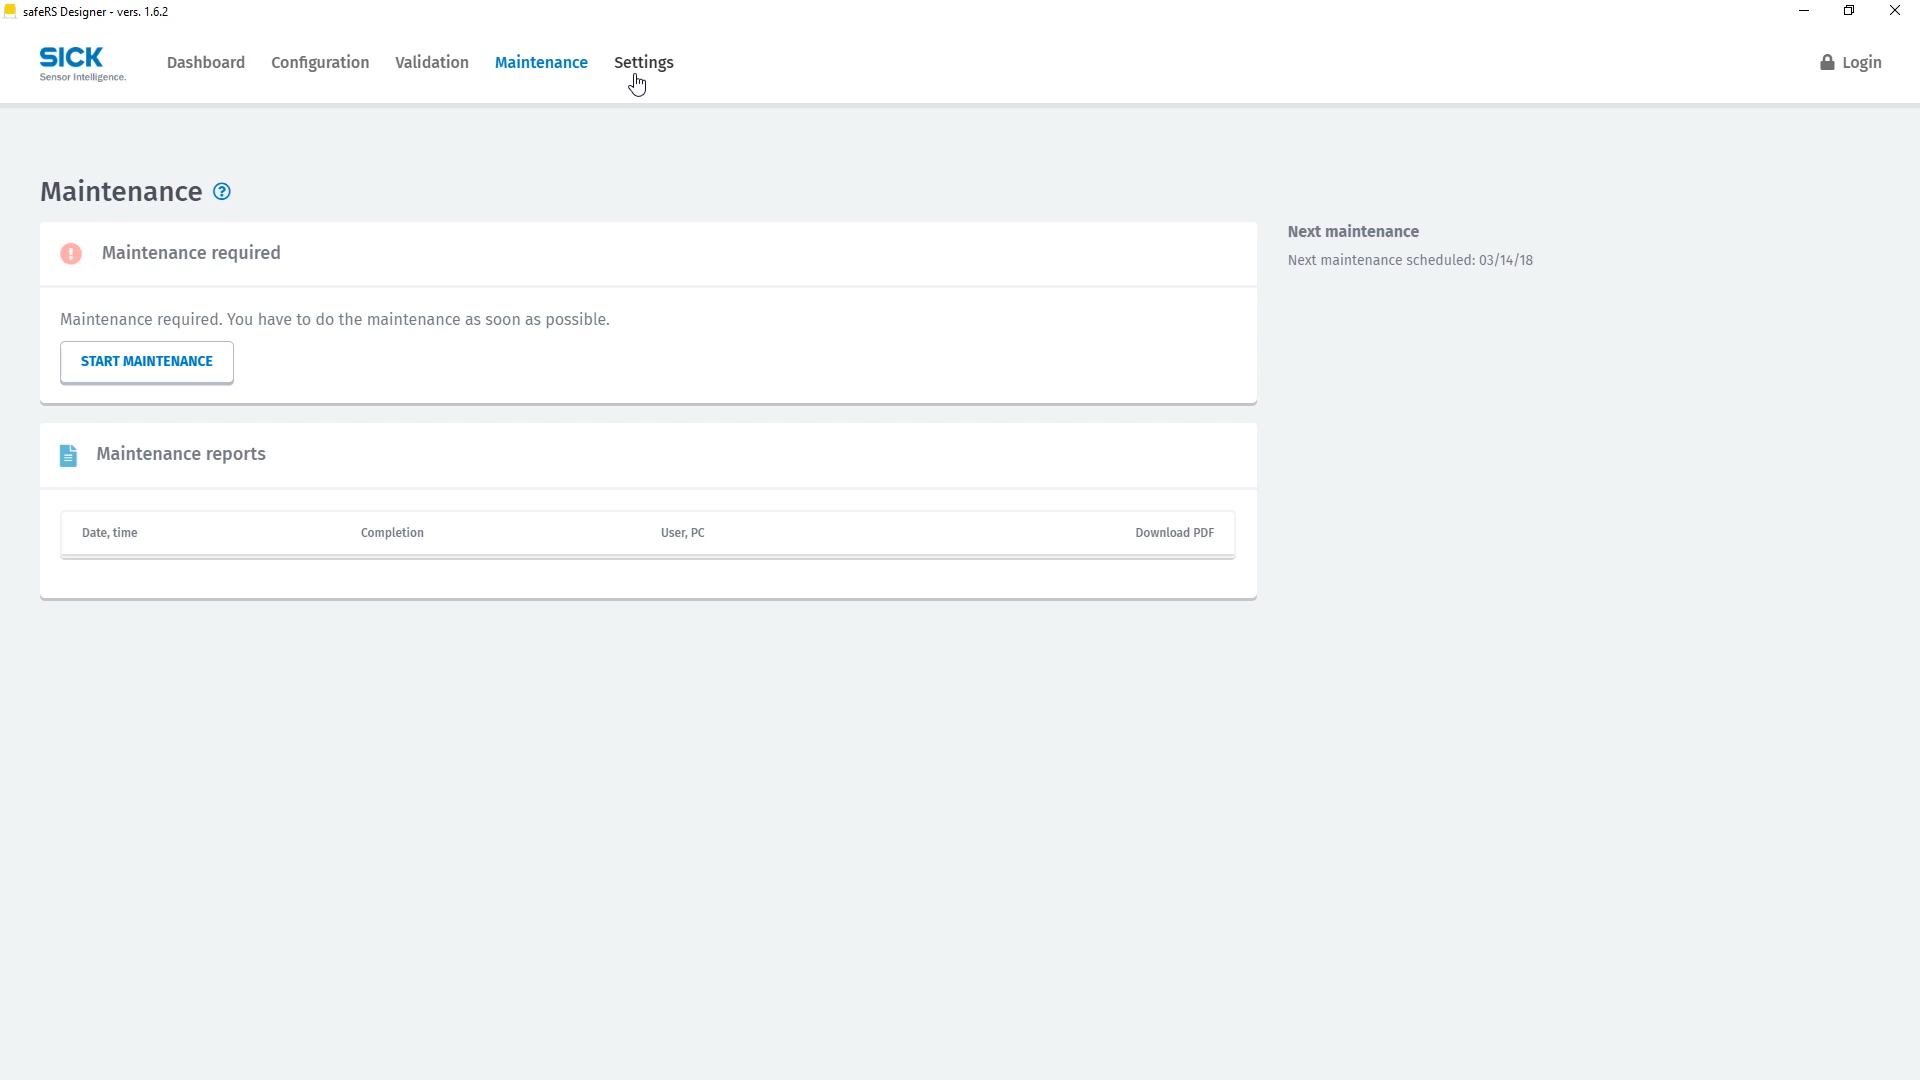 safeRS Designer - vers. 1.6.2
SICK
Sensor Intelligence.
Dashboard Configuration Validation Maintenance Settings Login
Maintenance ?
Maintenance required
Next maintenance
Next maintenance scheduled: 03/14/18
Maintenance required. You have to do the maintenance as soon as possible.
START MAINTENANCE
Maintenance reports
Date, time Completion User, PC Download PDF